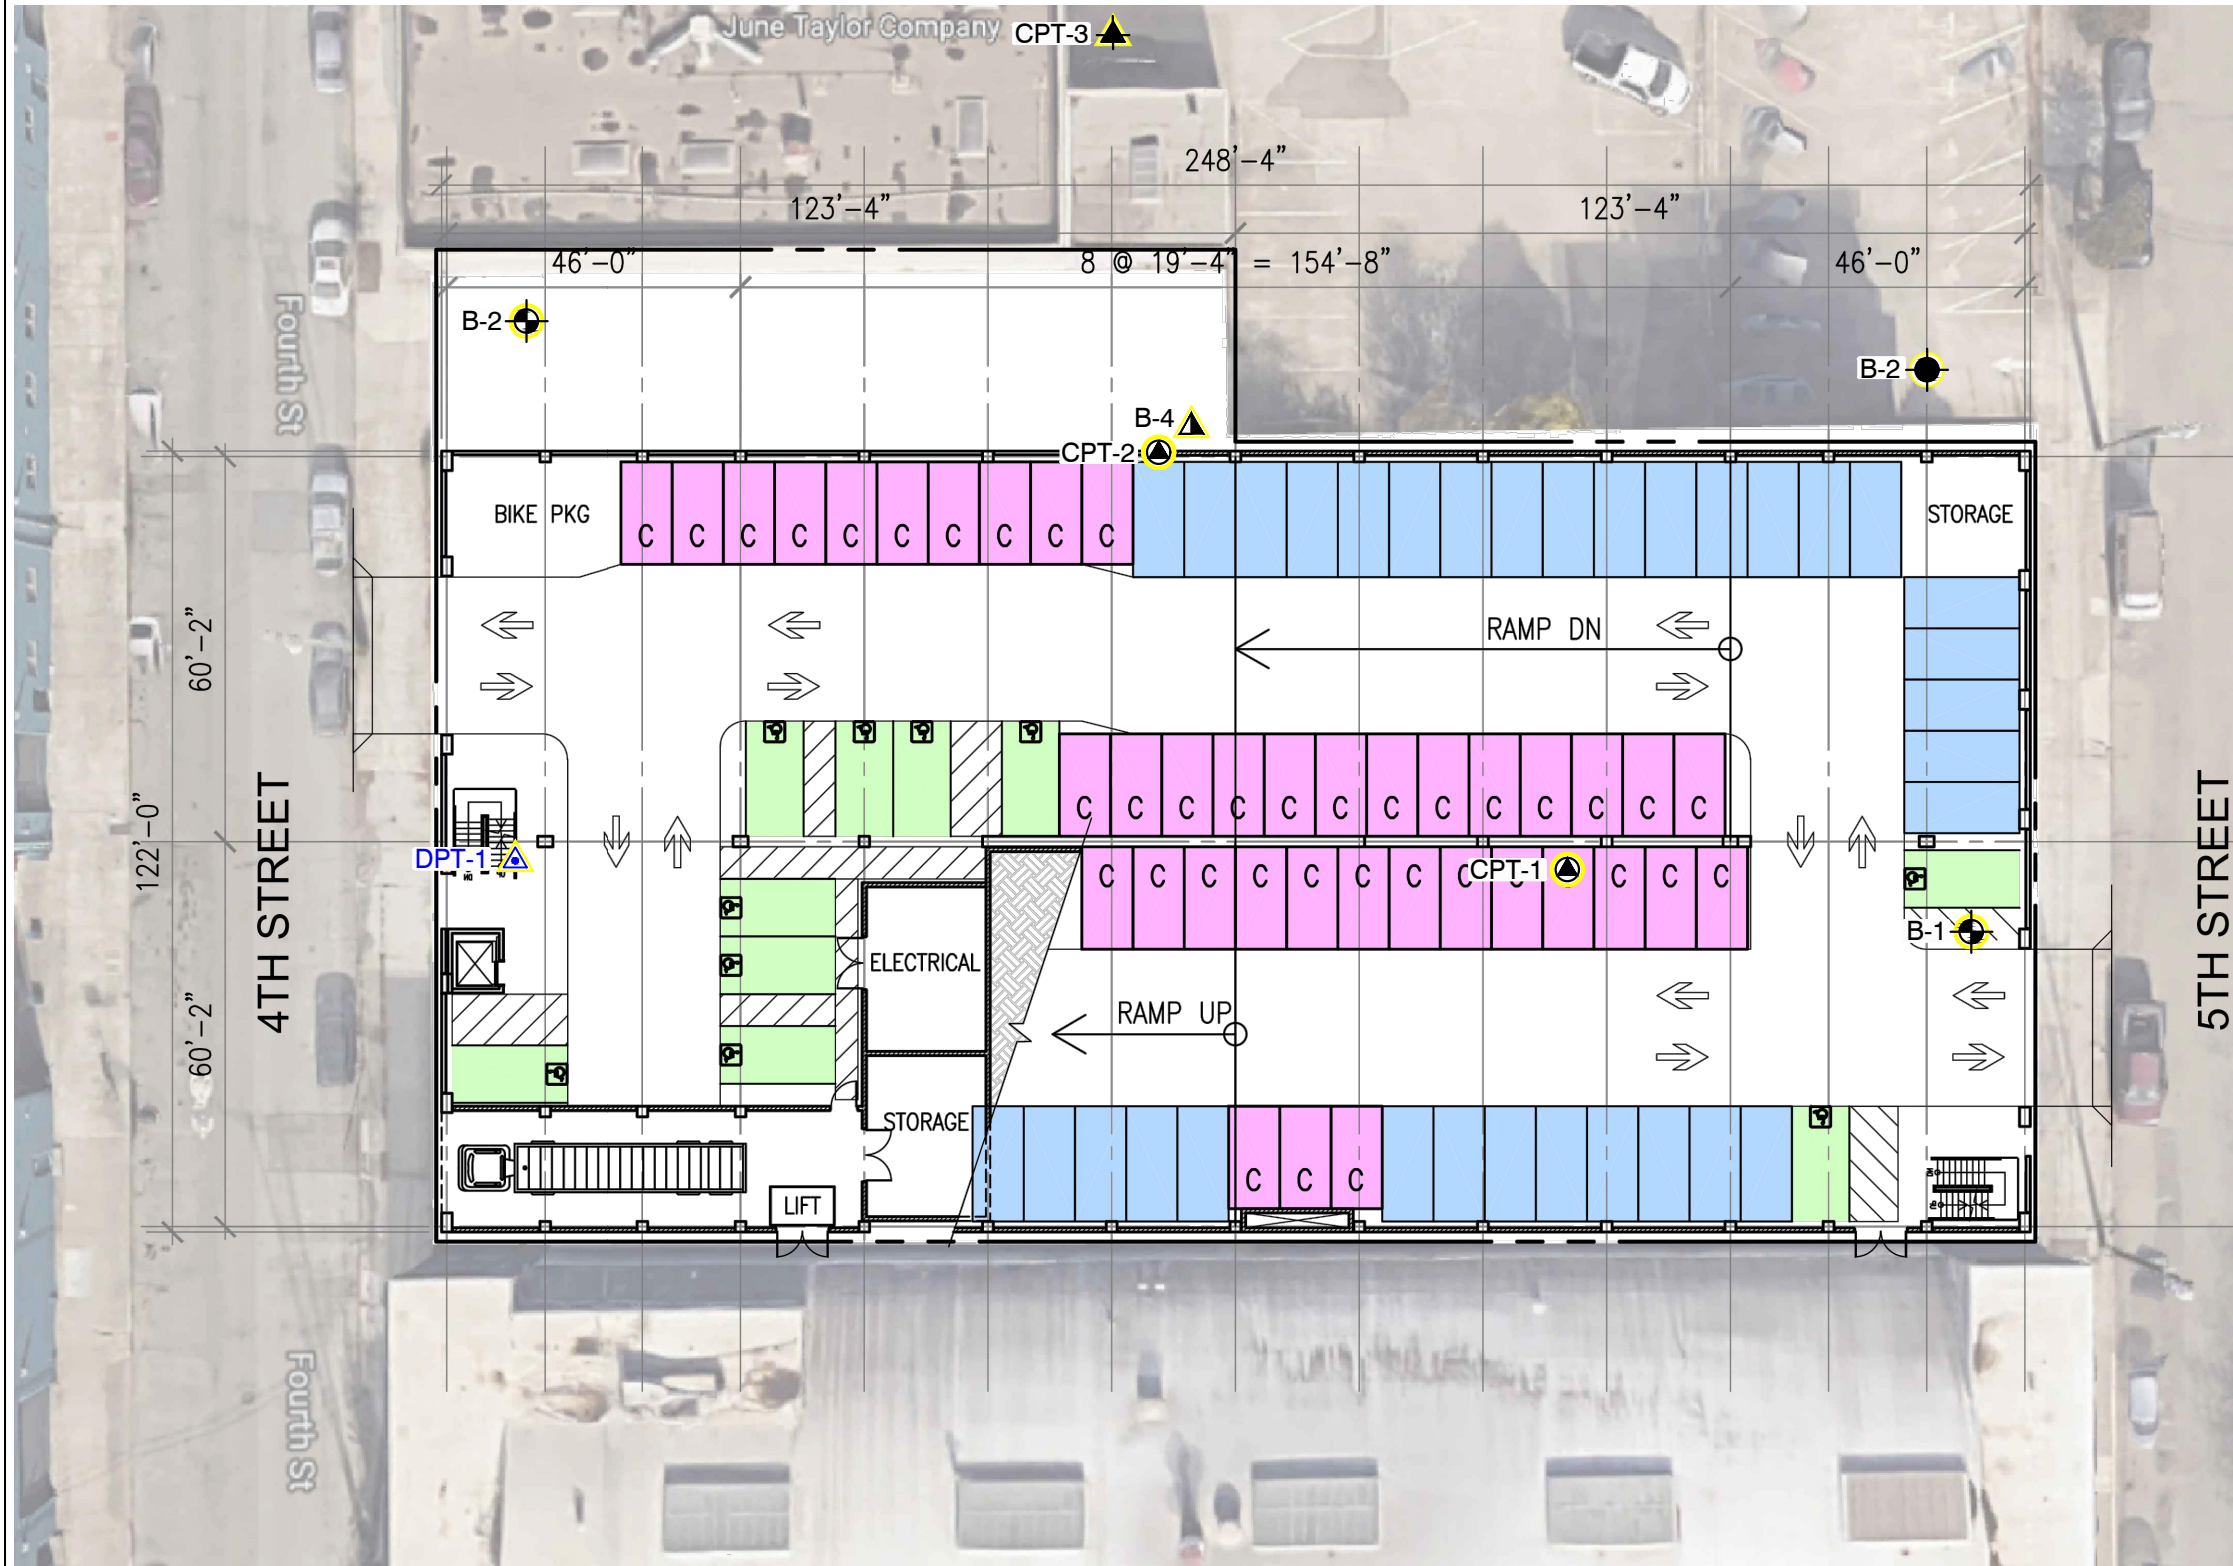 June Taylor Company
CPT-3
248'-4"
123'-4"
123'-4"
46'-0"
8 @ 19'-4" = 154'-8"
46'-0"
B-2
B-2
B-4
CPT-2
BIKE PKG
C C C C C C C C C C
STORAGE
Fourth St
60'-2"
RAMP DN
C C C C C C C C C C C C C
122'-0"
4TH STREET
5TH STREET
DPT-1
DN
C C C C C C C C C C C C
CPT-1
B-1
ELECTRICAL
60'-2"
RAMP UP
STORAGE
C C C
LIFT
Fourth St